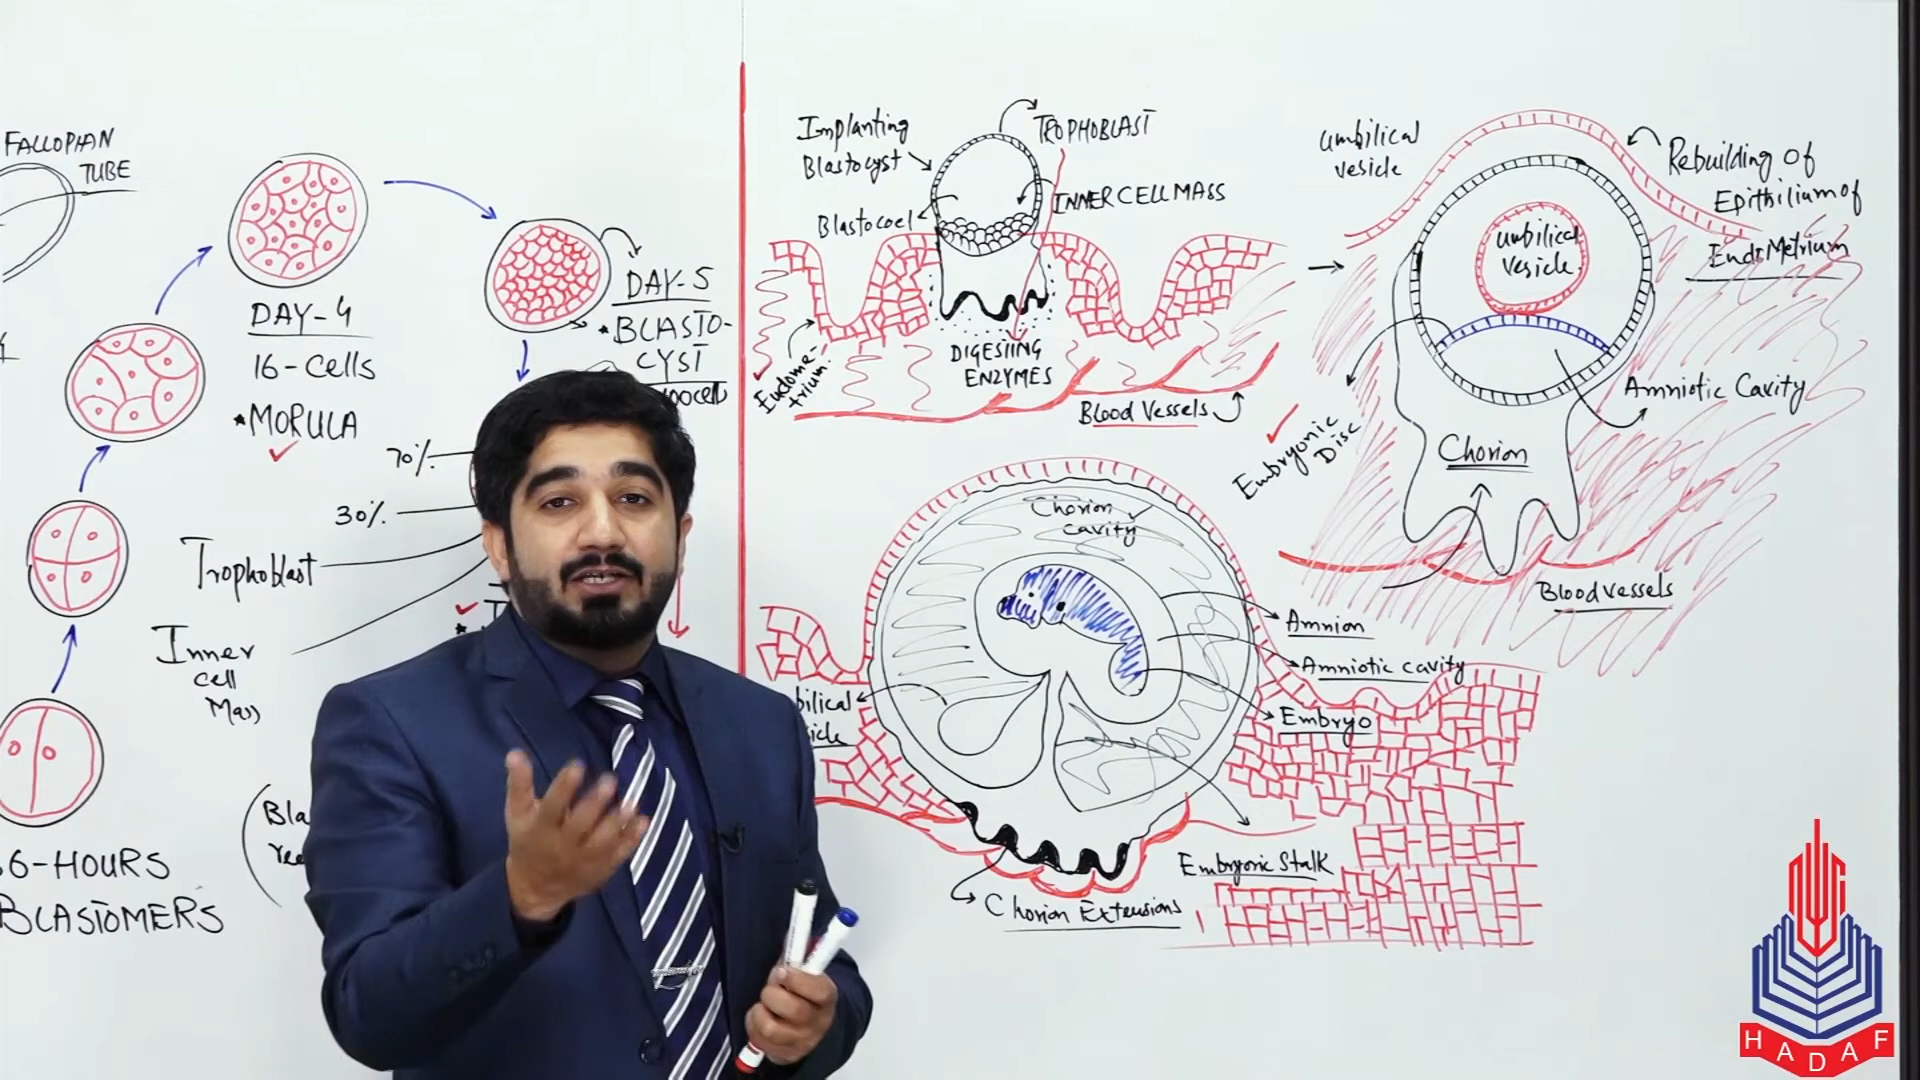 FALLOPIAN
TUBE
DAY-4
16-Cells
*MORULA
DAY-5
*BLASTO-
CYST
70%
30%
Trophoblast
Inner
cell
Mass
6-HOURS
BLASTOMERS
Implanting
Blastocyst
TROPHOBLAST
INNER CELL MASS
Blastocoel
Endome-
trium
DIGESTING
ENZYMES
Blood Vessels
umbilical
vesicle
Rebuilding of
Epithilium of
EndoMetrium
umbilical
vesicle
Embryonic
Disc
Amniotic Cavity
Chorion
Blood vessels
Chorion
cavity
Amnion
Amniotic cavity
Embryo
Embryonic Stalk
Chorion Extensions
HADAF